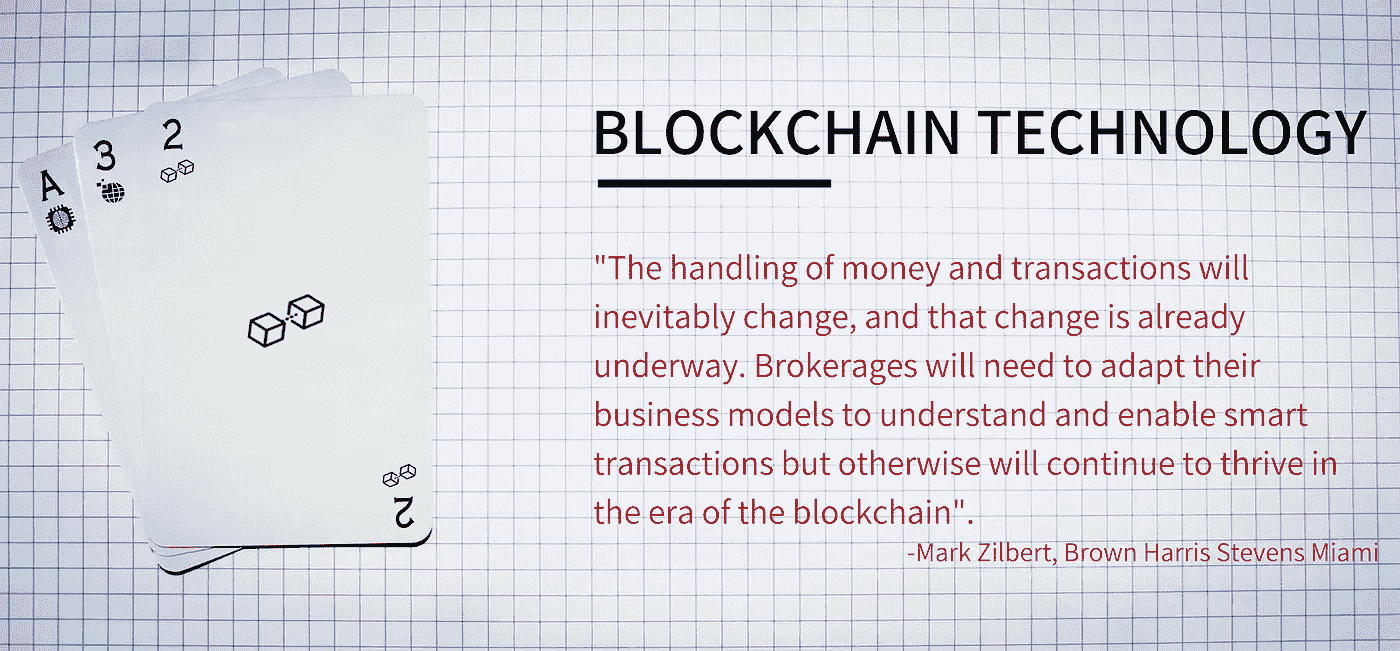 A
3
2
BLOCKCHAIN TECHNOLOGY
"The handling of money and transactions will
inevitably change, and that change is already
underway. Brokerages will need to adapt their
business models to understand and enable smart
transactions but otherwise will continue to thrive in
the era of the blockchain".
-Mark Zilbert, Brown Harris Stevens Miami
2